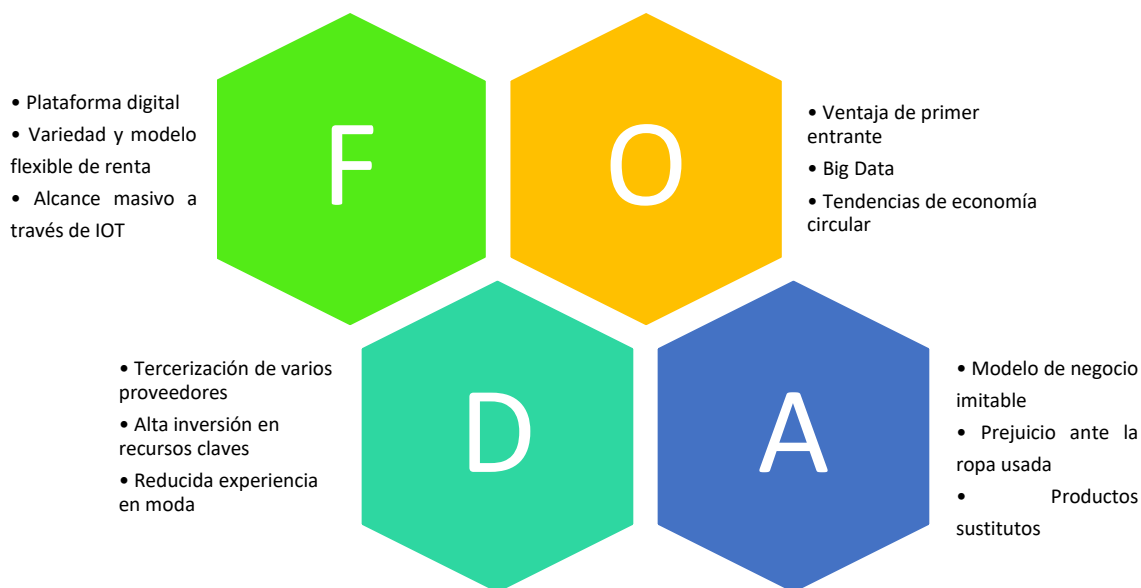 • Plataforma digital
• Variedad y modelo
flexible de renta
• Alcance masivo a
través de IOT
F
O
• Ventaja de primer
entrante
• Big Data
• Tendencias de economía
circular
• Tercerización de varios
proveedores
• Alta inversión en
recursos claves
• Reducida experiencia
en moda
D
A
• Modelo de negocio
imitable
• Prejuicio ante la
ropa usada
• Productos
sustitutos